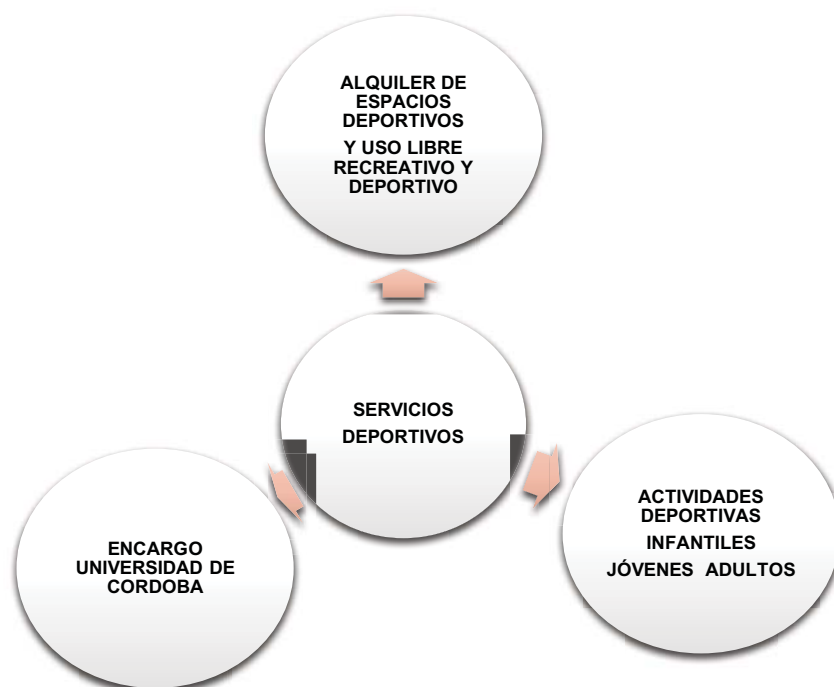 ALQUILER DE
ESPACIOS
DEPORTIVOS
Y USO LIBRE
RECREATIVO Y
DEPORTIVO
SERVICIOS
DEPORTIVOS
ENCARGO
UNIVERSIDAD DE
CORDOBA
ACTIVIDADES
DEPORTIVAS
INFANTILES
JÓVENES ADULTOS